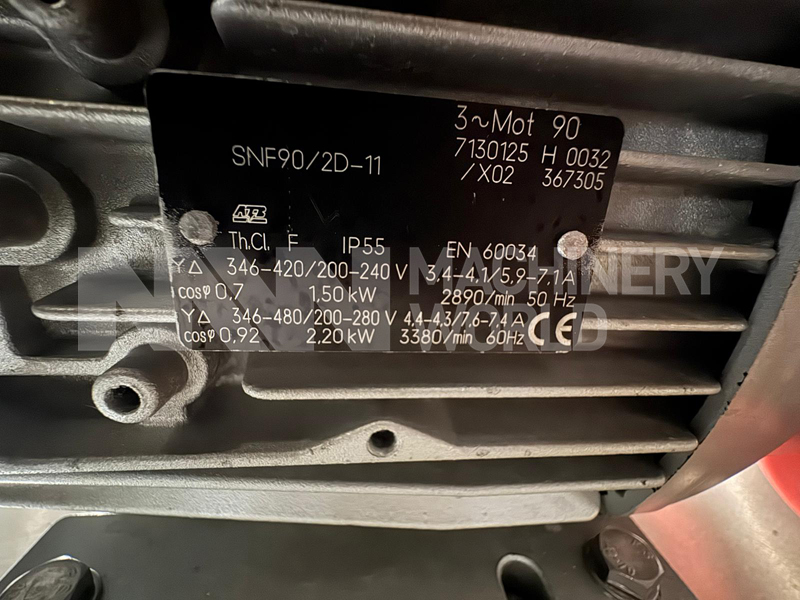 3~Mot 90
SNF90/2D-11
7130125 H 0032
/X02 367305
Th.Cl. F IP55 EN 60034
Y△ 346-420/200-240 V 3,4-4,1/5,9-7,1 A
cosφ 0,7 1,50 kW 2890/min 50 Hz
Y△ 346-480/200-280 V 4,4-4,3/7,6-7,4 A
cosφ 0,92 2,20 kW 3380/min 60Hz CE
MACHINERY
WORLD